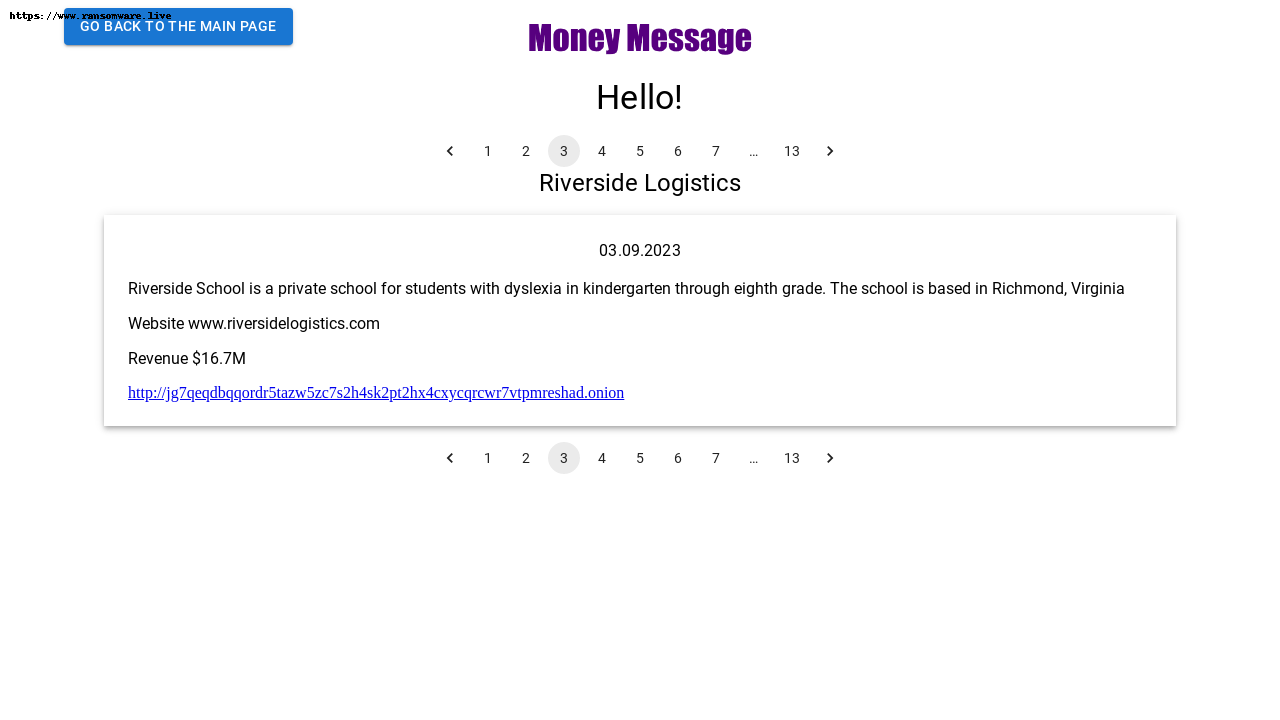 https://www.ransomware.live
GO BACK TO THE MAIN PAGE
Money Message
Hello!
1 2 3 4 5 6 7 … 13
Riverside Logistics
03.09.2023
Riverside School is a private school for students with dyslexia in kindergarten through eighth grade. The school is based in Richmond, Virginia
Website www.riversidelogistics.com
Revenue $16.7M
http://jg7qeqdbqqordr5tazw5zc7s2h4sk2pt2hx4cxycqrcwr7vtpmreshad.onion
1 2 3 4 5 6 7 … 13